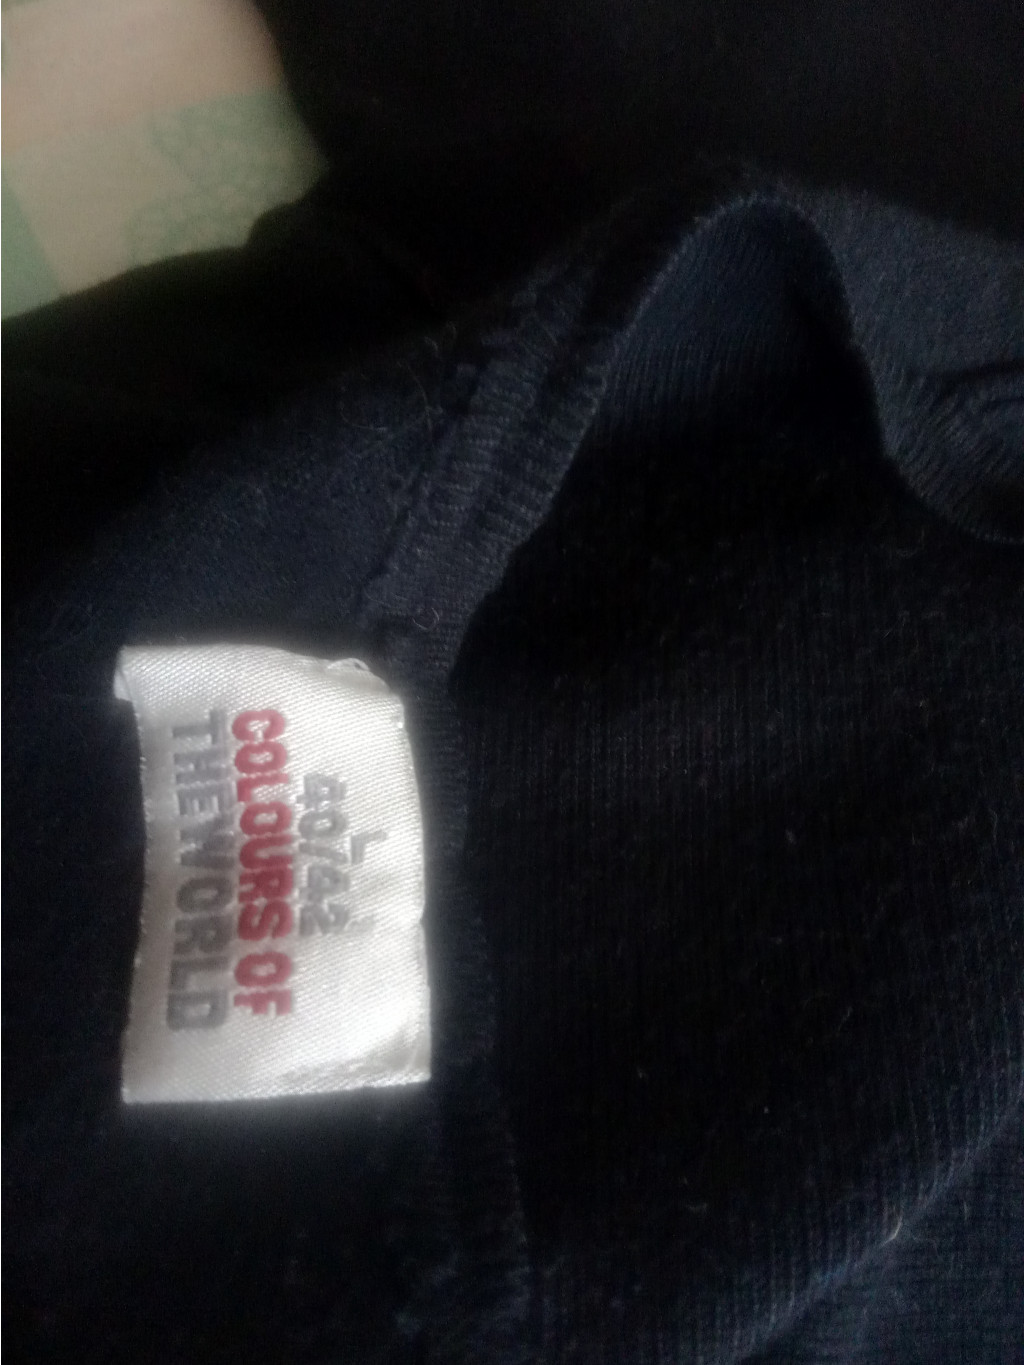 L
40/42
COLOURS OF
THE WORLD